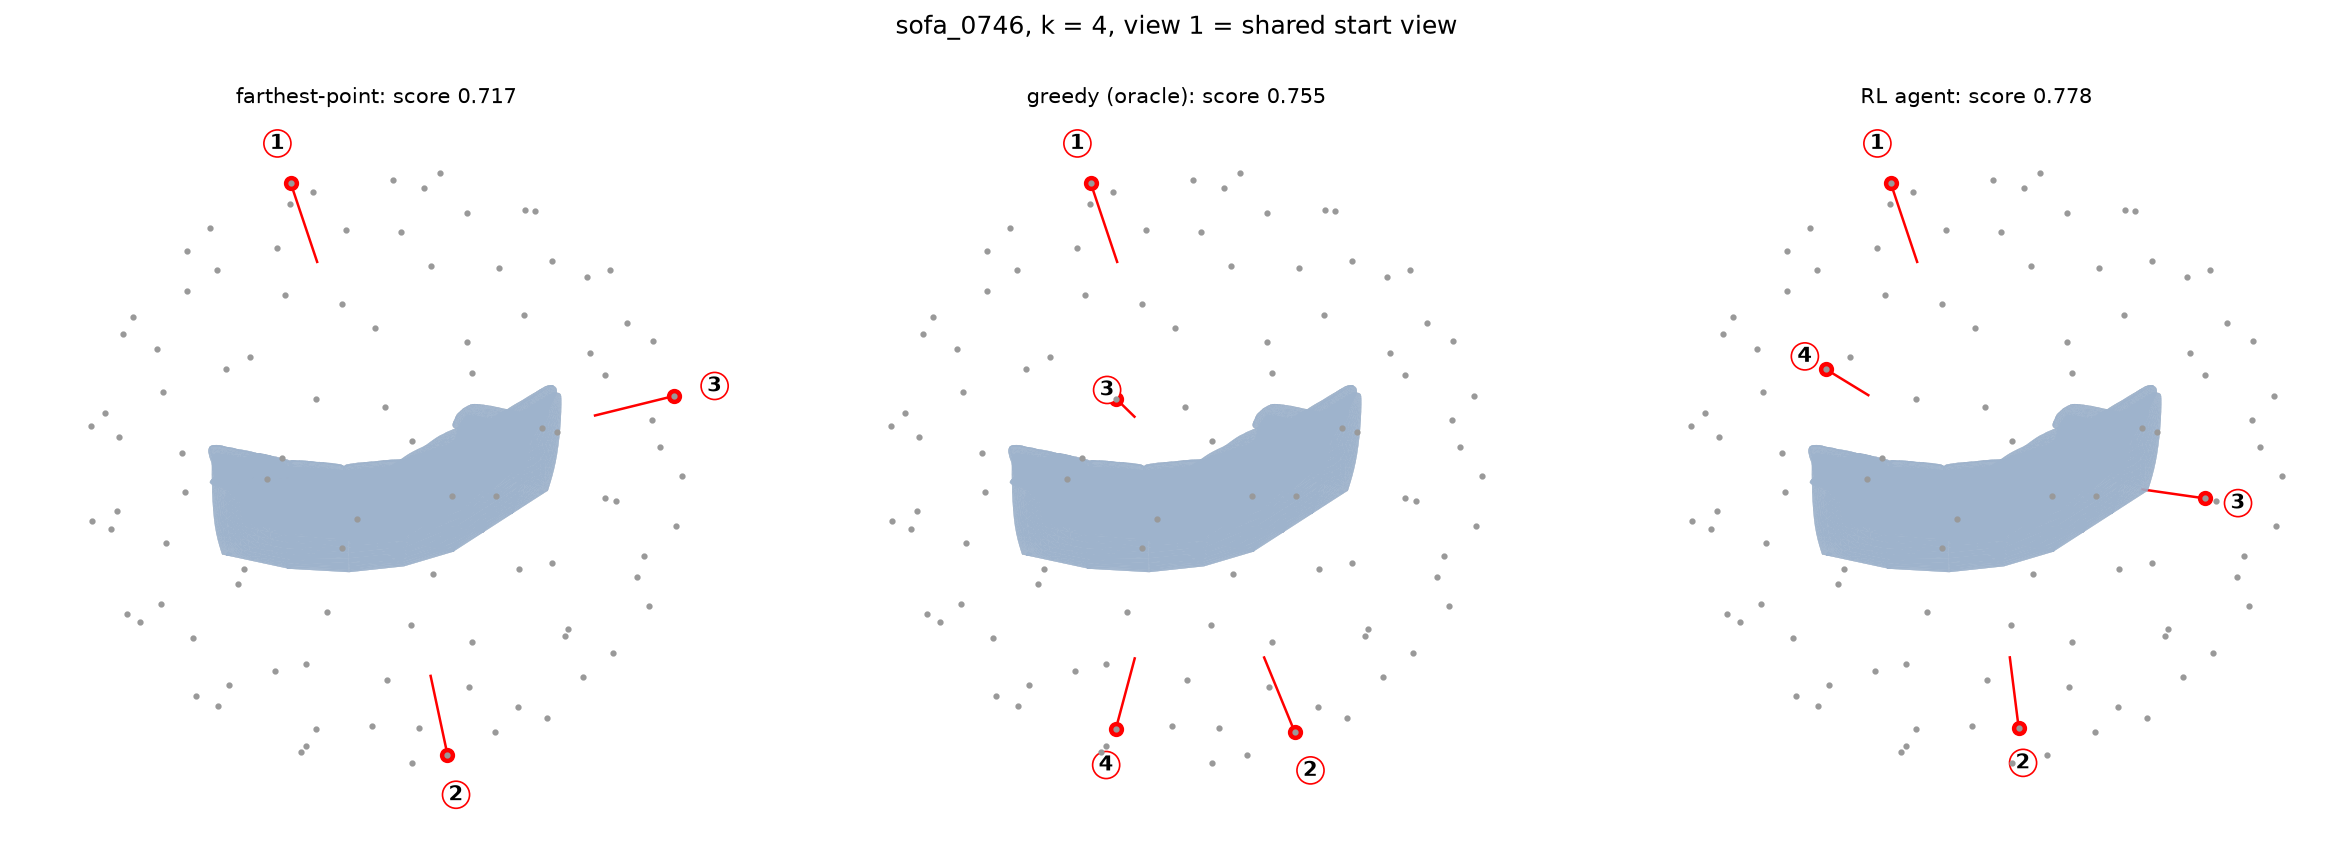 sofa_0746, k = 4, view 1 = shared start view
farthest-point: score 0.717
1
3
2
greedy (oracle): score 0.755
1
3
4
2
RL agent: score 0.778
1
4
3
2